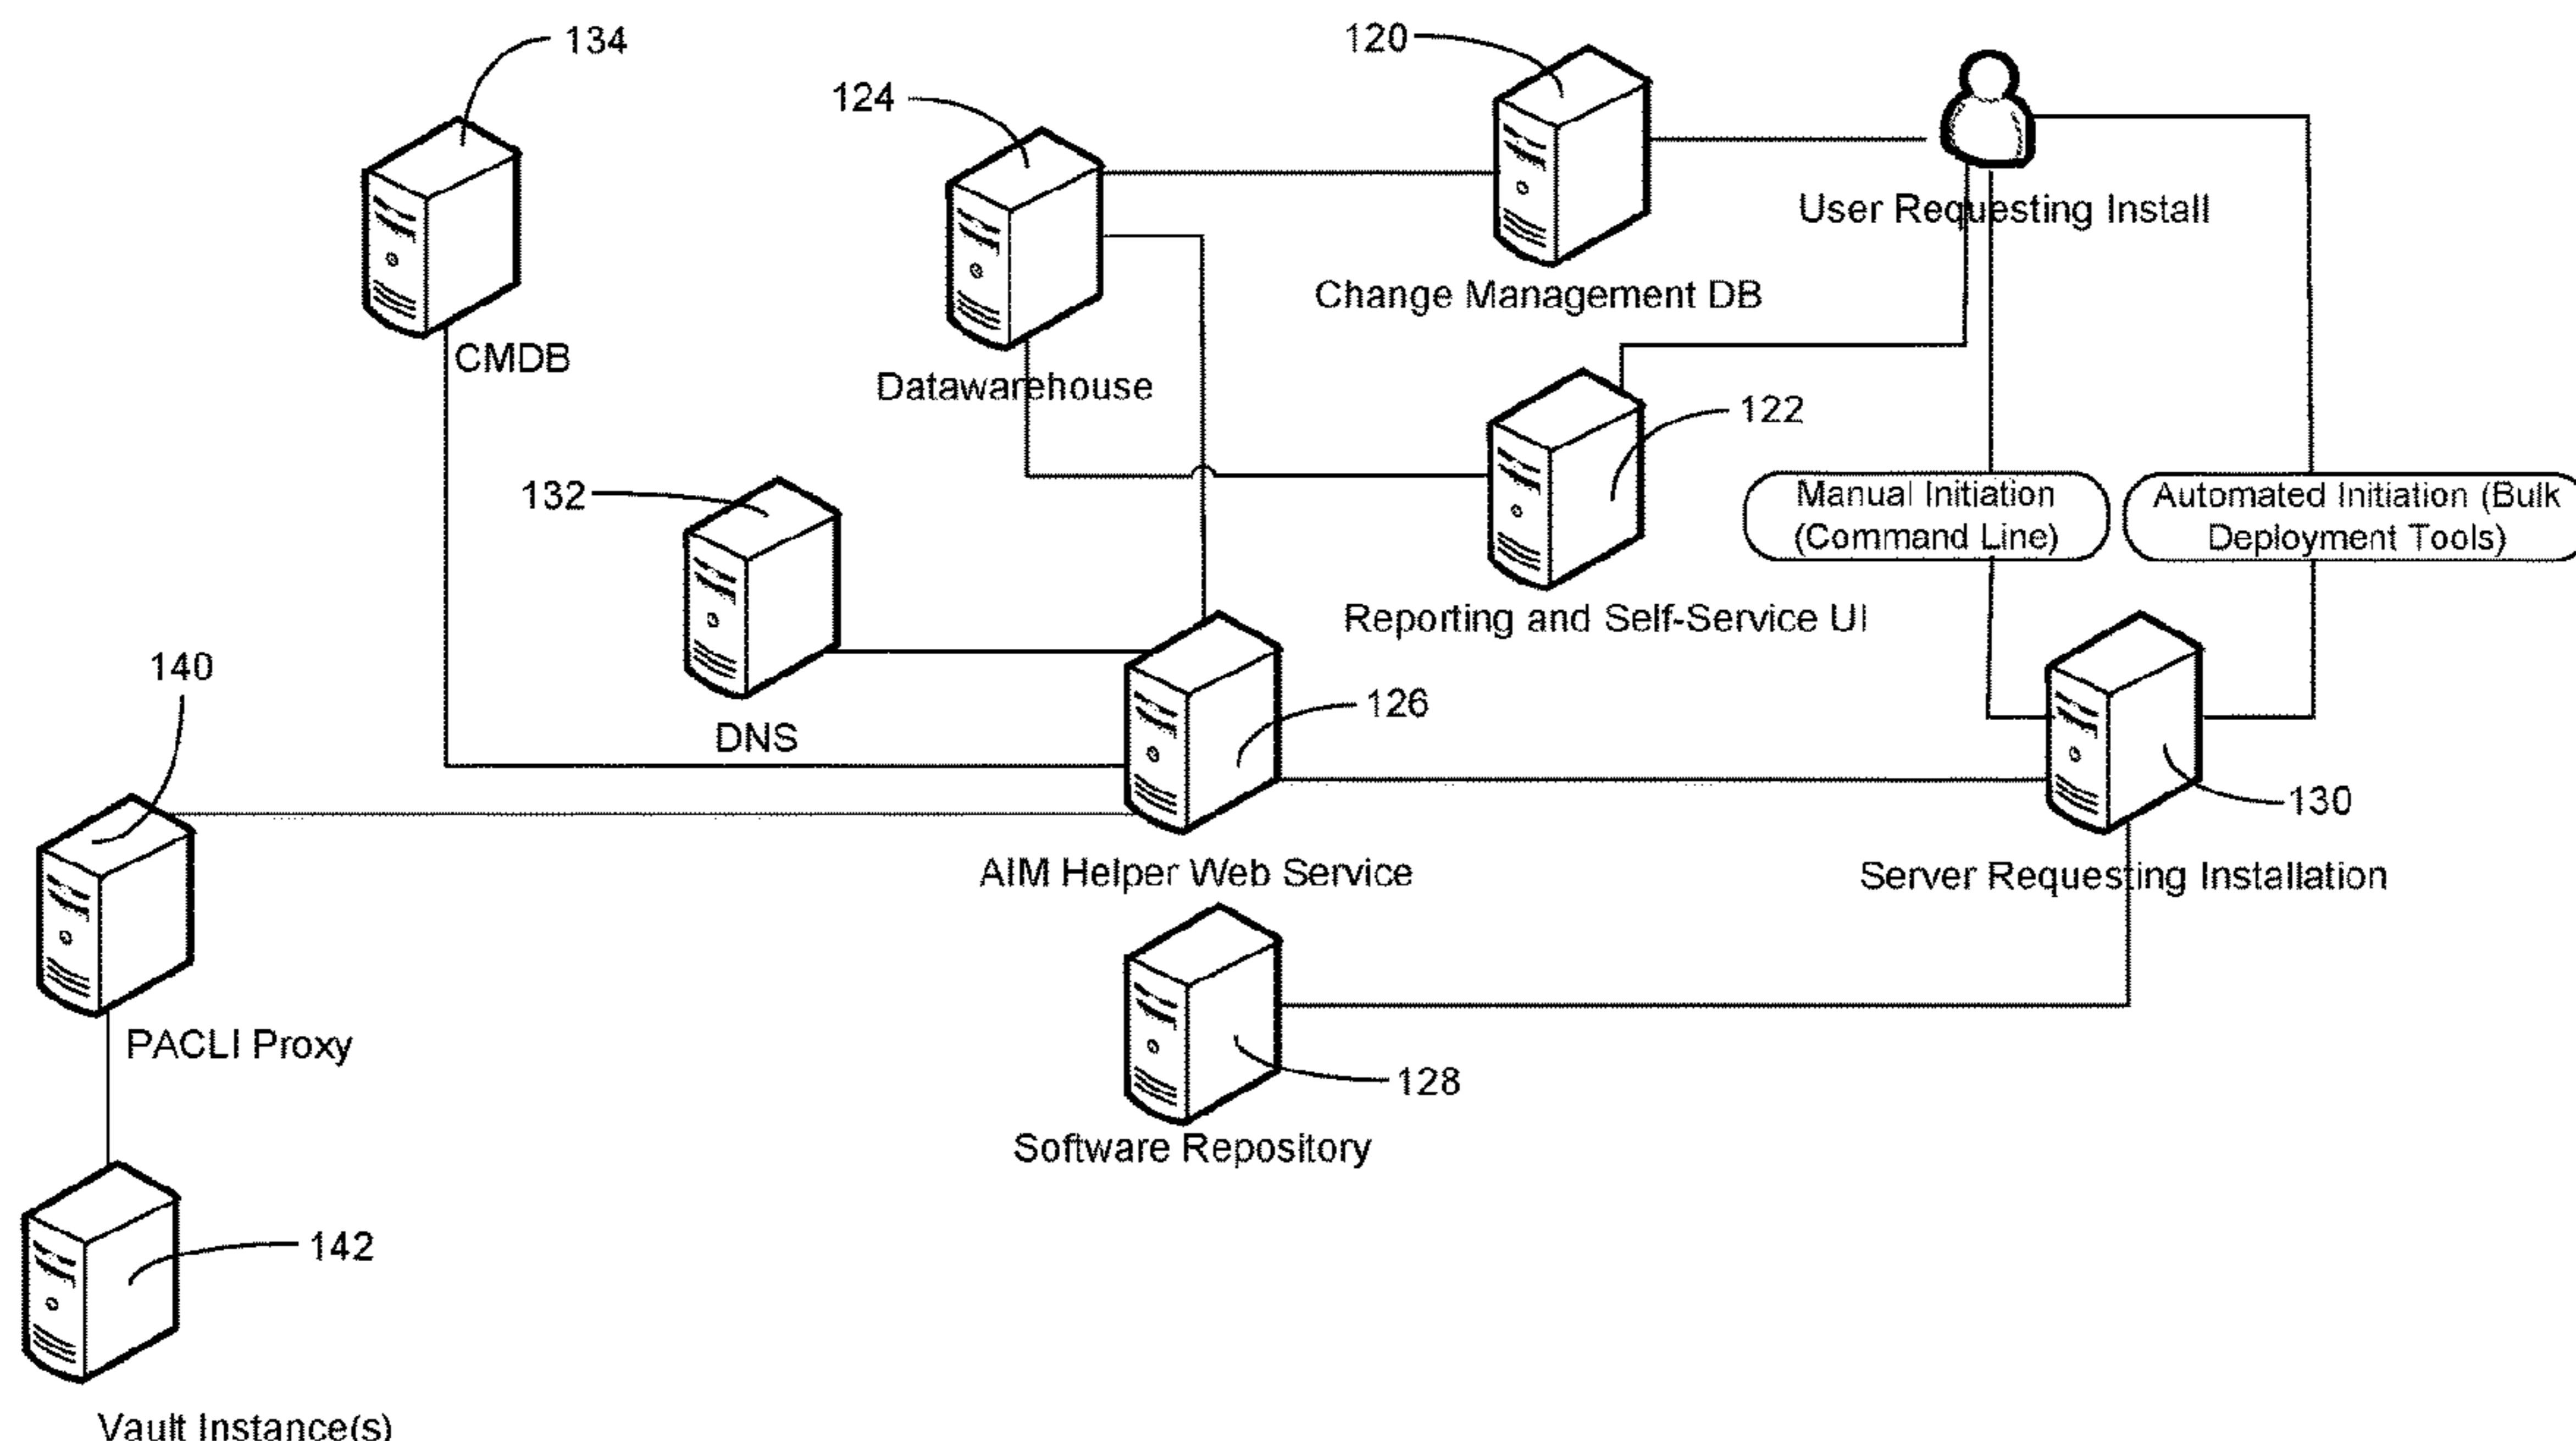 134
120
124
User Requesting Install
Change Management DB
CMDB
Datawarehouse
122
132
Manual Initiation
(Command Line)
Automated Initiation (Bulk
Deployment Tools)
Reporting and Self-Service UI
140
126
DNS
130
AIM Helper Web Service
Server Requesting Installation
PACLI Proxy
128
Software Repository
142
Vault Instance(s)